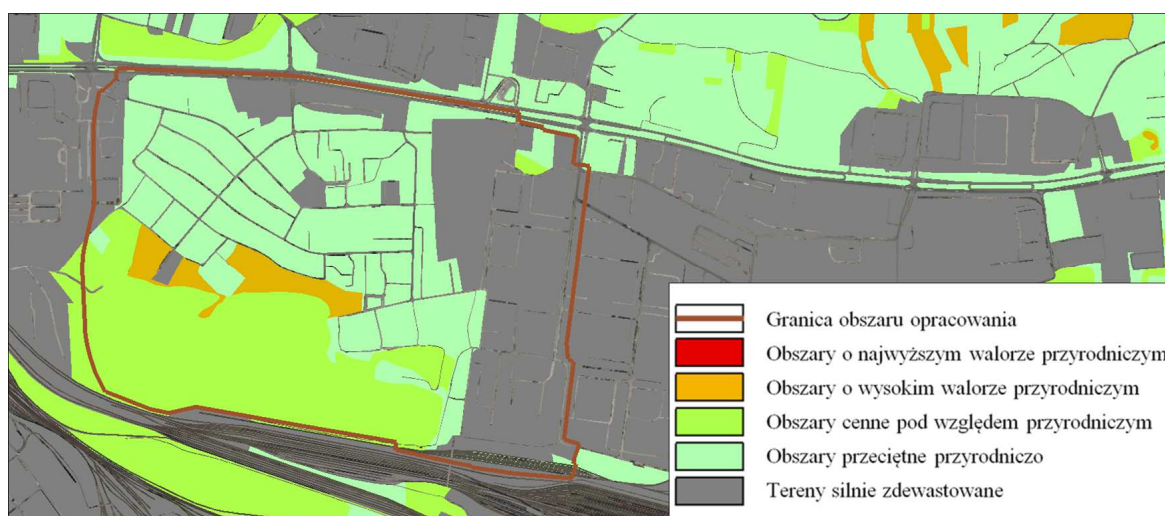 Granica obszaru opracowania
Obszary o najwyższym walorze przyrodniczym
Obszary o wysokim walorze przyrodniczym
Obszary cenne pod względem przyrodniczym
Obszary przeciętne przyrodniczo
Tereny silnie zdewastowane